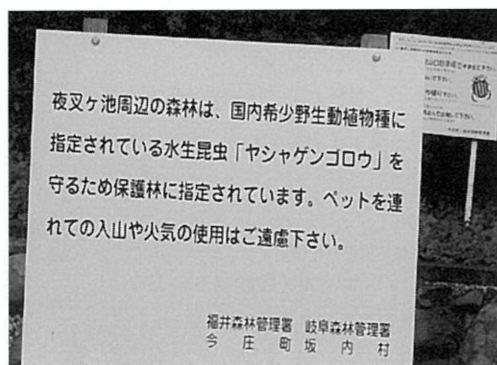 夜叉ヶ池周辺の森林は、国内希少野生動植物種に
指定されている水生昆虫「ヤシャゲンゴロウ」を
守るため保護林に指定されています。ペットを連
れての入山や火気の使用はご遠慮下さい。
福井森林管理署 岐阜森林管理署
今庄町坂内村